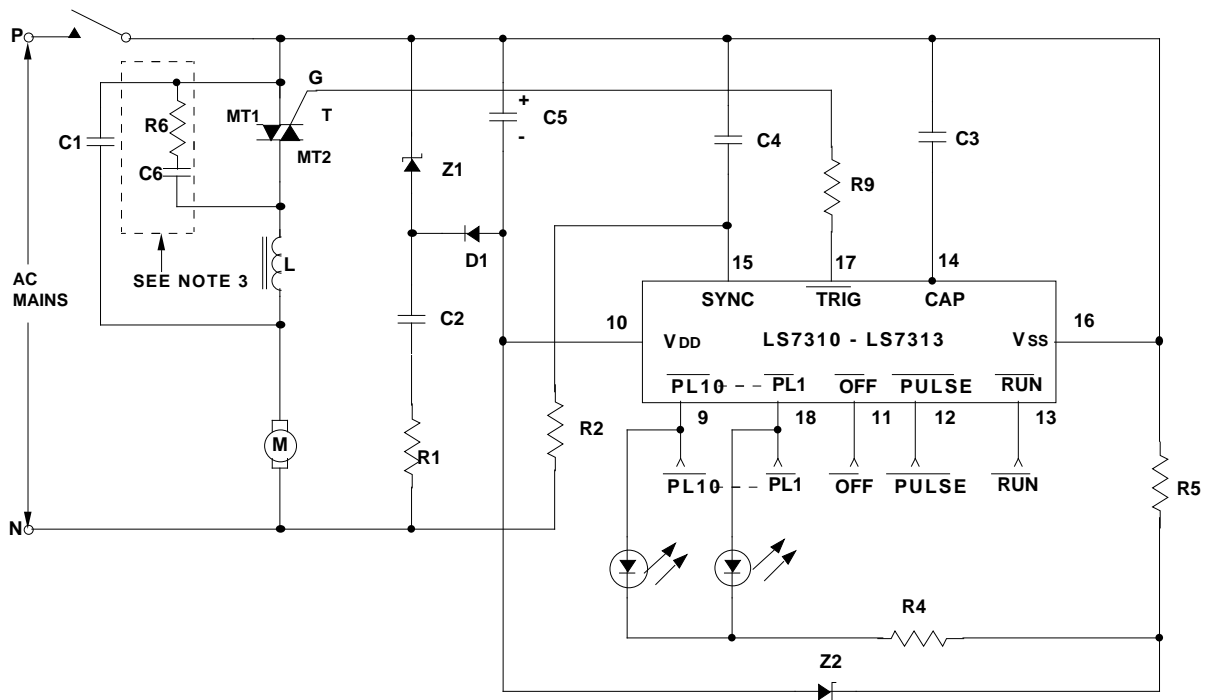 P
G
MT1
T
R6
C1
MT2
C6
+
C5
-
C4
C3
Z1
R9
D1
L
AC
MAINS
SEE NOTE 3
15
17
14
SYNC
TRIG
CAP
10
16
C2
VDD
LS7310 - LS7313
VSS
PL10 - - - PL1
OFF
PULSE
RUN
9
18
11
12
13
R2
M
R1
PL10 - - - PL1
OFF
PULSE
RUN
R5
N
R4
Z2